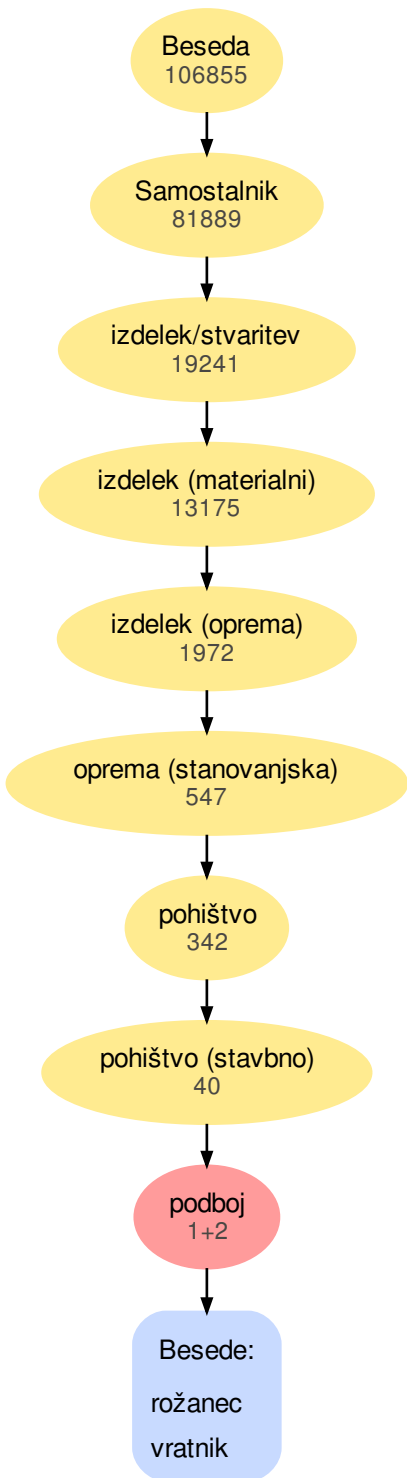 Beseda
106855
Samostalnik
81889
izdelek/stvaritev
19241
izdelek (materialni)
13175
izdelek (oprema)
1972
oprema (stanovanjska)
547
pohištvo
342
pohištvo (stavbno)
40
podboj
1+2
Besede:
rožanec
vratnik